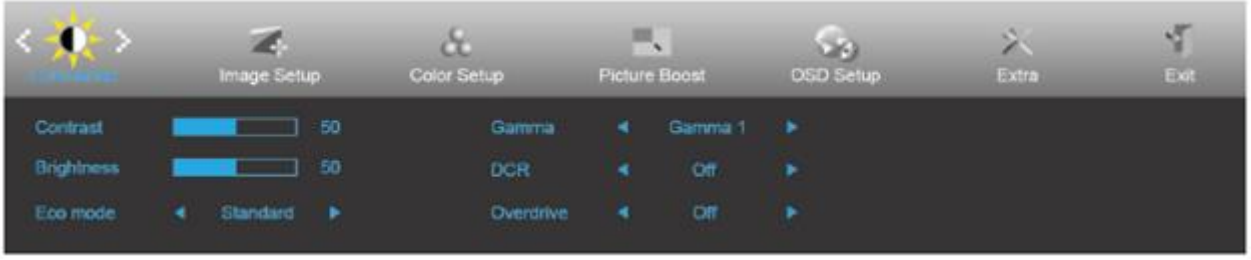 Image Setup Color Setup Picture Boost OSD Setup Extra Exit
Contrast 50 Gamma Gamma 1
Brightness 50 DCR Off
Eco mode Standard Overdrive Off